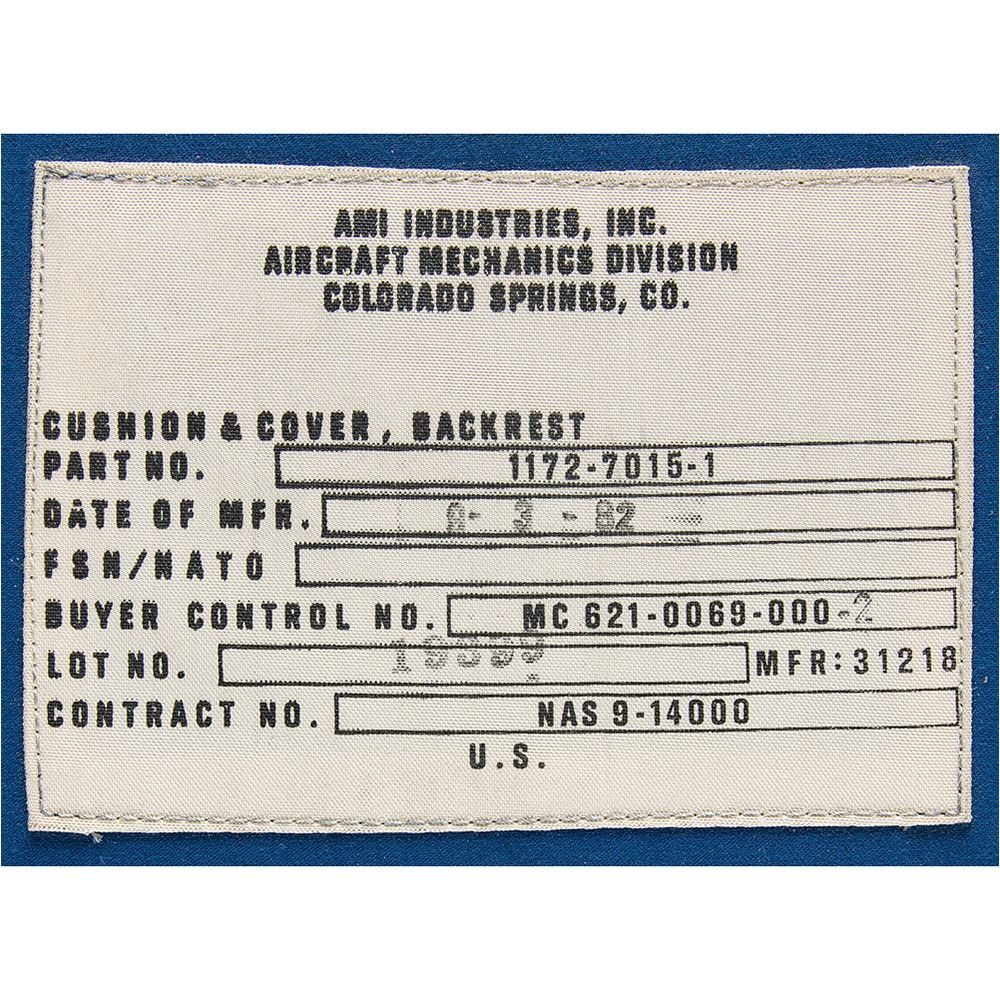 AMI INDUSTRIES, INC.
AIRCRAFT MECHANICS DIVISION
COLORADO SPRINGS, CO.
CUSHION & COVER, BACKREST
PART NO. 1172-7015-1
DATE OF MFR. 3 - 82
FSN/NATO
BUYER CONTROL NO. MC 621-0069-000-2
LOT NO. MFR: 31218
CONTRACT NO. NAS 9-14000
U.S.